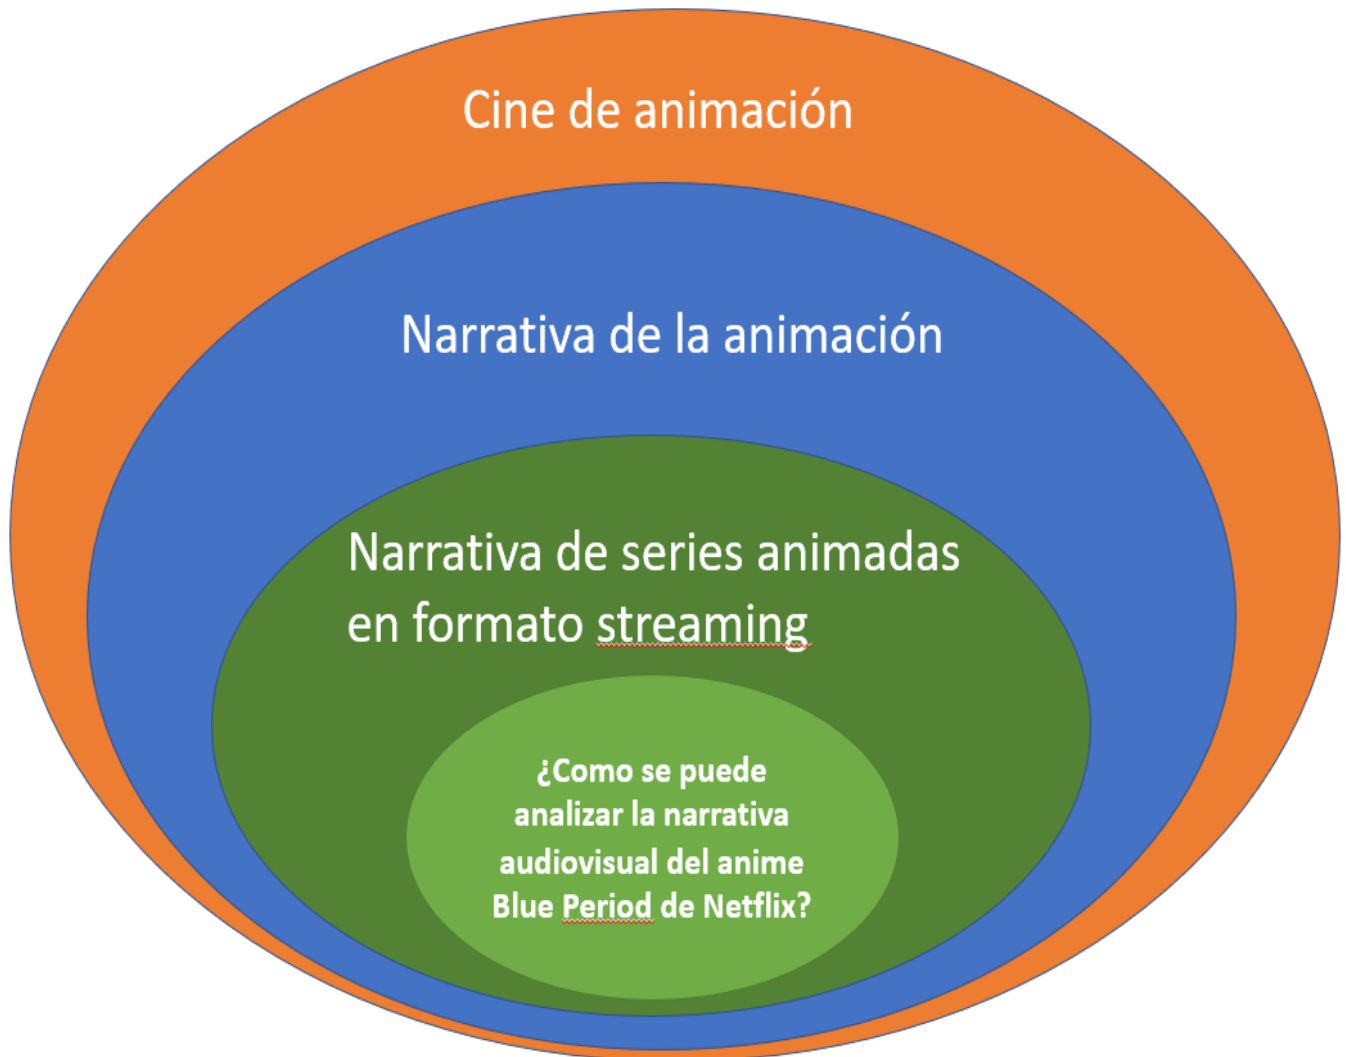 Cine de animación
Narrativa de la animación
Narrativa de series animadas
en formato streaming
¿Como se puede
analizar la narrativa
audiovisual del anime
Blue Period de Netflix?